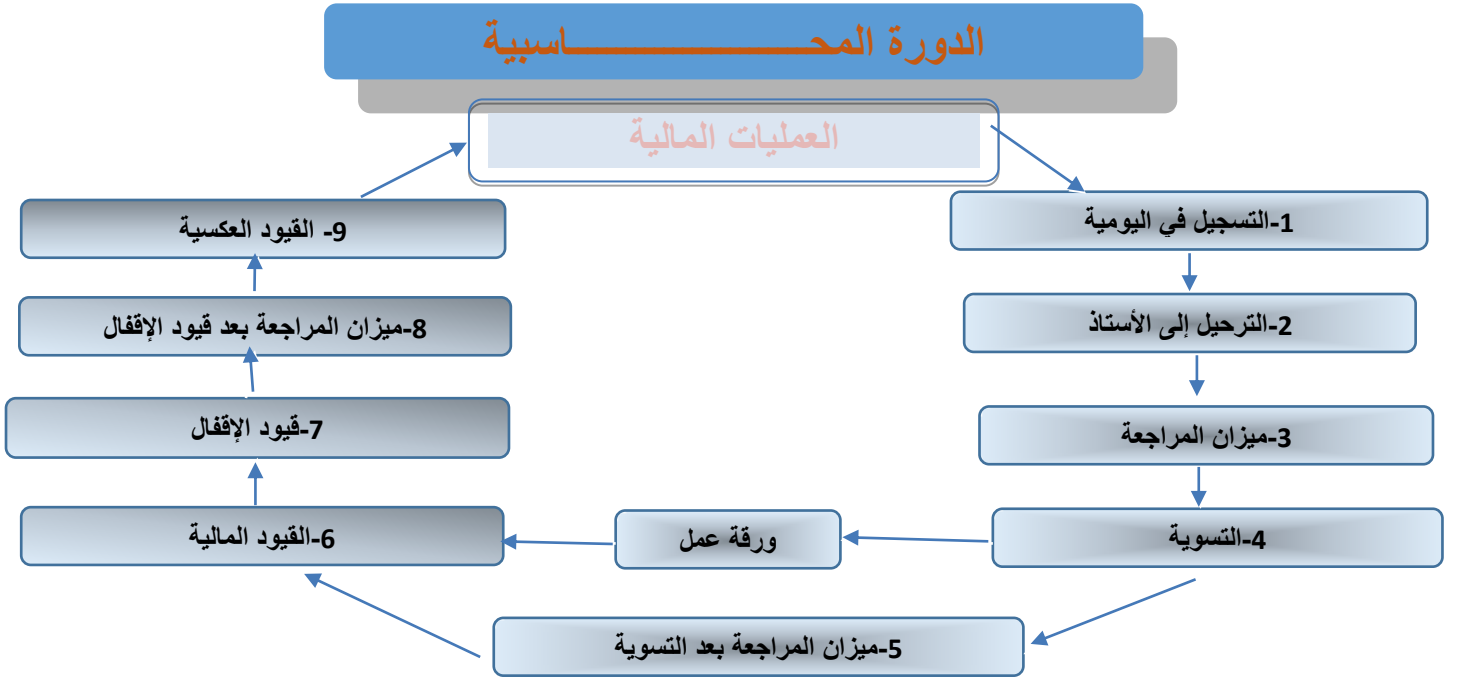 الدورة المحـــــــــــــــــــــــاسبية
العمليات المالية
1-التسجيل في اليومية
2-الترحيل إلى الأستاذ
3-ميزان المراجعة
4-التسوية
ورقة عمل
5-ميزان المراجعة بعد التسوية
6-القيود المالية
7-قيود الإقفال
8-ميزان المراجعة بعد قيود الإقفال
9- القيود العكسية